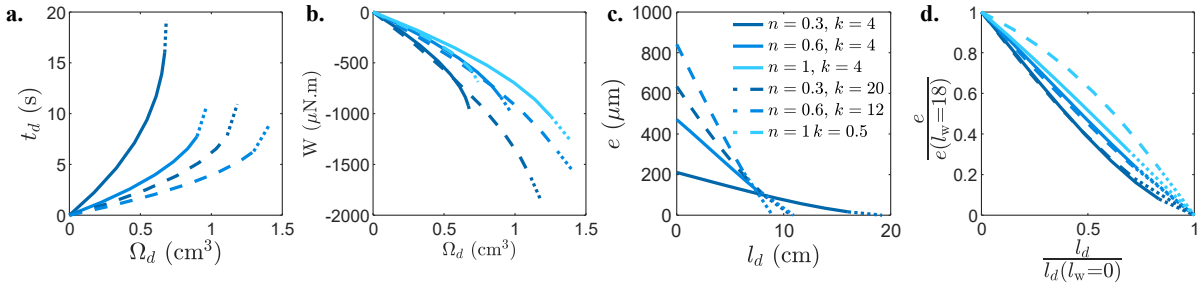 a.
20
15
10
5
0
t_d (s)
0 0.5 1 1.5
Ω_d (cm³)
b.
0
-500
-1000
-1500
-2000
W (μN.m)
0 0.5 1 1.5
Ω_d (cm³)
c.
1000
800
600
400
200
0
e (μm)
n = 0.3, k = 4
n = 0.6, k = 4
n = 1, k = 4
n = 0.3, k = 20
n = 0.6, k = 12
n = 1 k = 0.5
0 10 20
l_d (cm)
d.
1
0.8
0.6
0.4
0.2
0
e
e(l_w=18)
0 0.5 1
l_d
l_d(l_w=0)